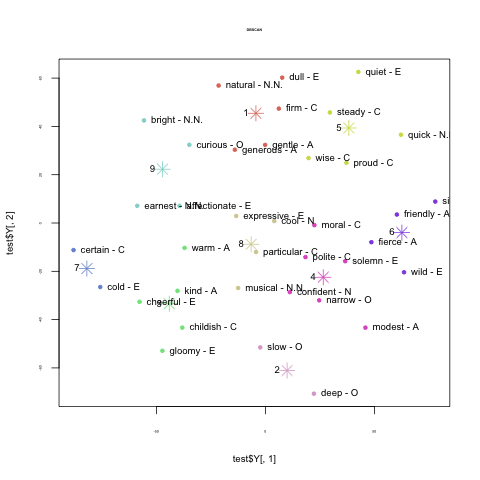 DBSCAN
quiet - E
dull - E
natural - N.N.
firm - C
steady - C
1
bright - N.N.
5
quick - N.
curious - O
gentle - A
generous - A
wise - C
proud - C
9
earnest - N.N.
affectionate - E
si
expressive - E
friendly - A
cool - N
moral - C
6
8
fierce - A
certain - C
warm - A
particular - C
polite - C
solemn - E
7
4
wild - E
cold - E
kind - A
musical - N.N.
confident - N
cheerful - E
3
narrow - O
childish - C
modest - A
gloomy - E
slow - O
2
deep - O
test$Y[, 2]
test$Y[, 1]